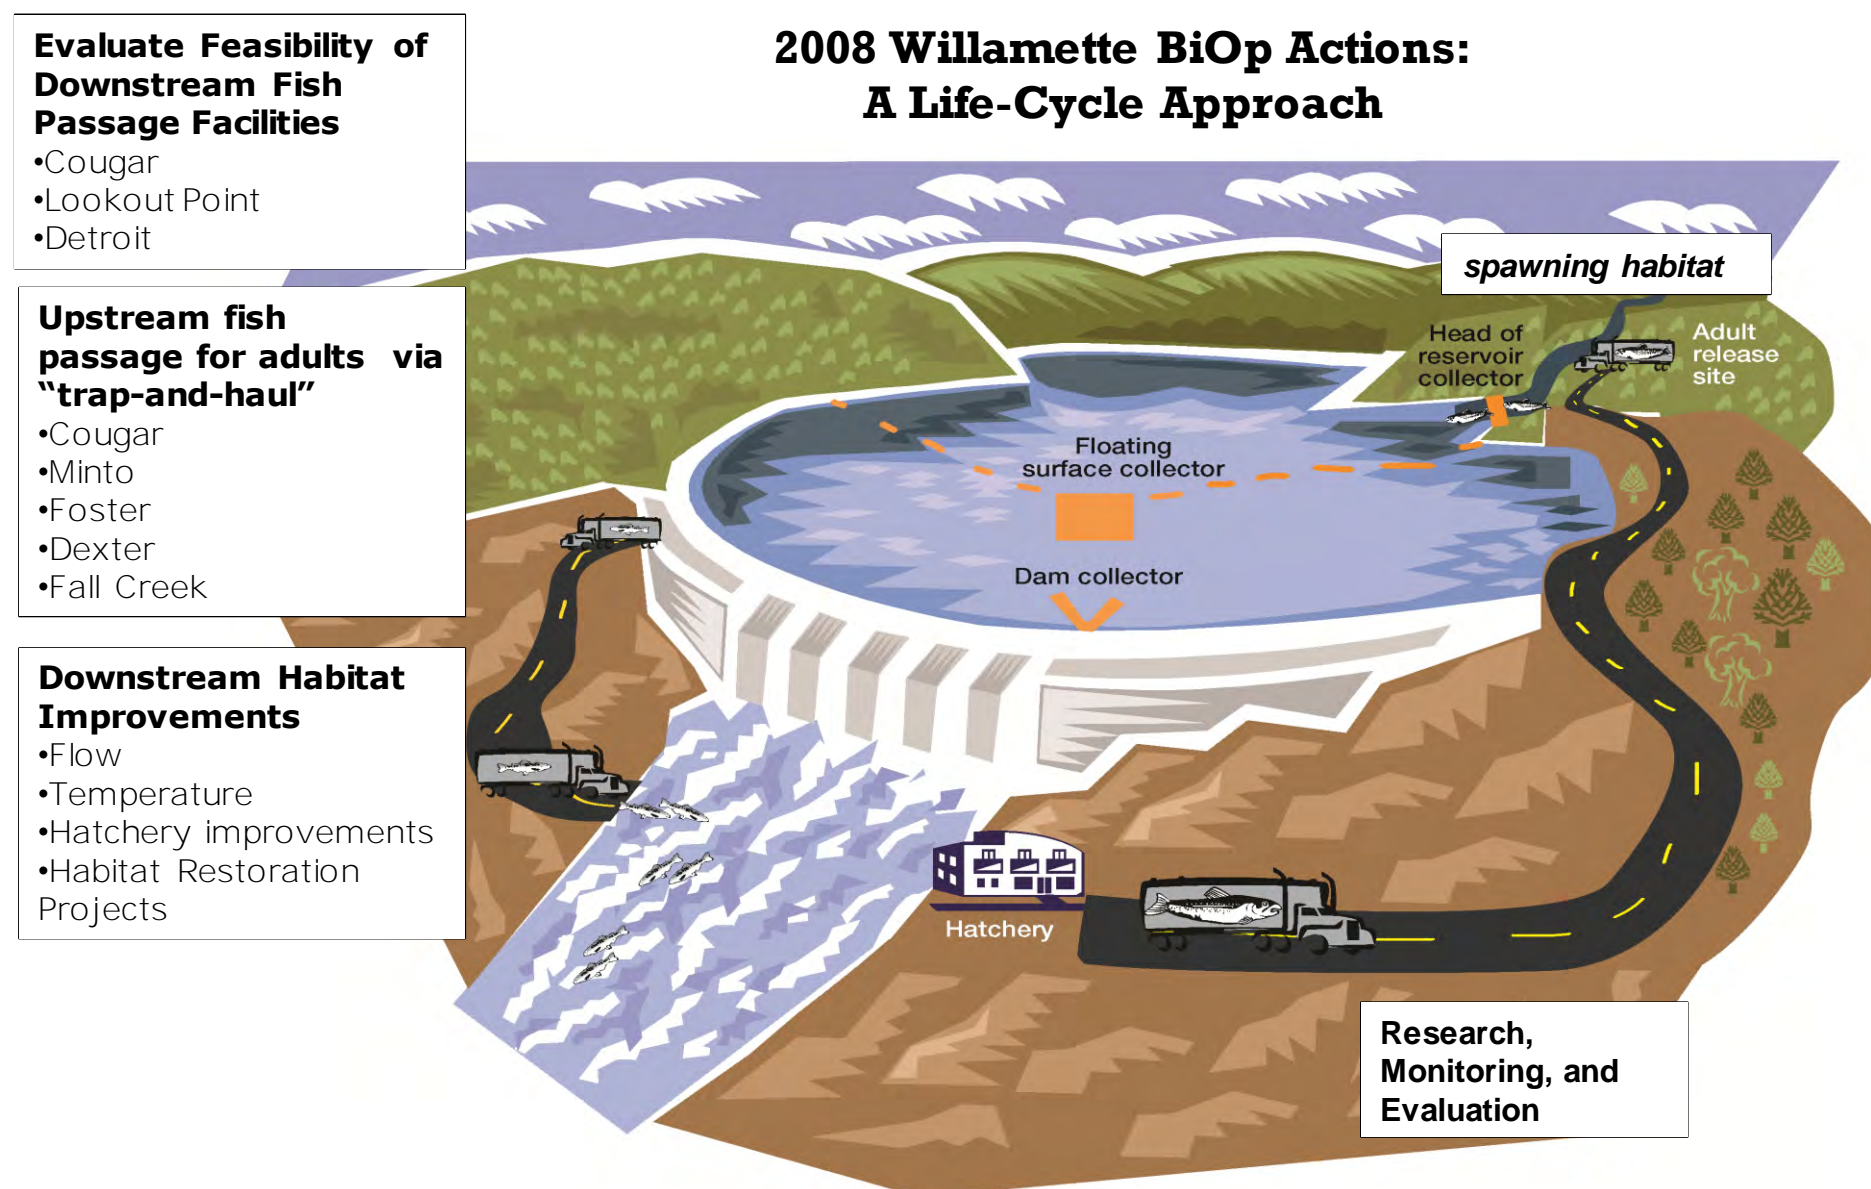 2008 Willamette BiOp Actions:
A Life-Cycle Approach
Evaluate Feasibility of
Downstream Fish
Passage Facilities
•Cougar
•Lookout Point
•Detroit
Upstream fish
passage for adults via
“trap-and-haul”
•Cougar
•Minto
•Foster
•Dexter
•Fall Creek
Downstream Habitat
Improvements
•Flow
•Temperature
•Hatchery improvements
•Habitat Restoration
Projects
spawning habitat
Head of
reservoir
collector
Adult
release
site
Floating
surface collector
Dam collector
Hatchery
Research,
Monitoring, and
Evaluation